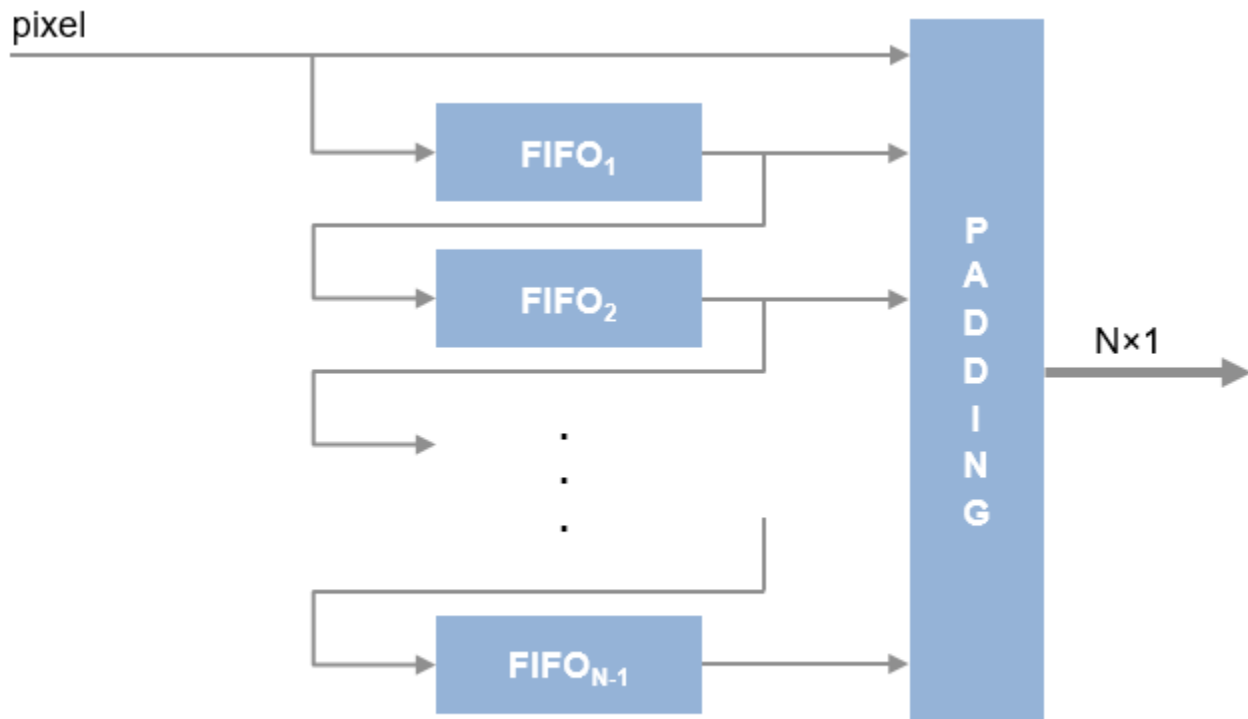 pixel
FIFO1
FIFO2
.
.
.
FIFON-1
PADDING
N×1